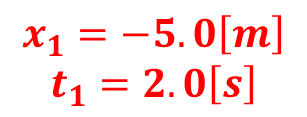 x₁ = −5.0[m]
t₁ = 2.0[s]